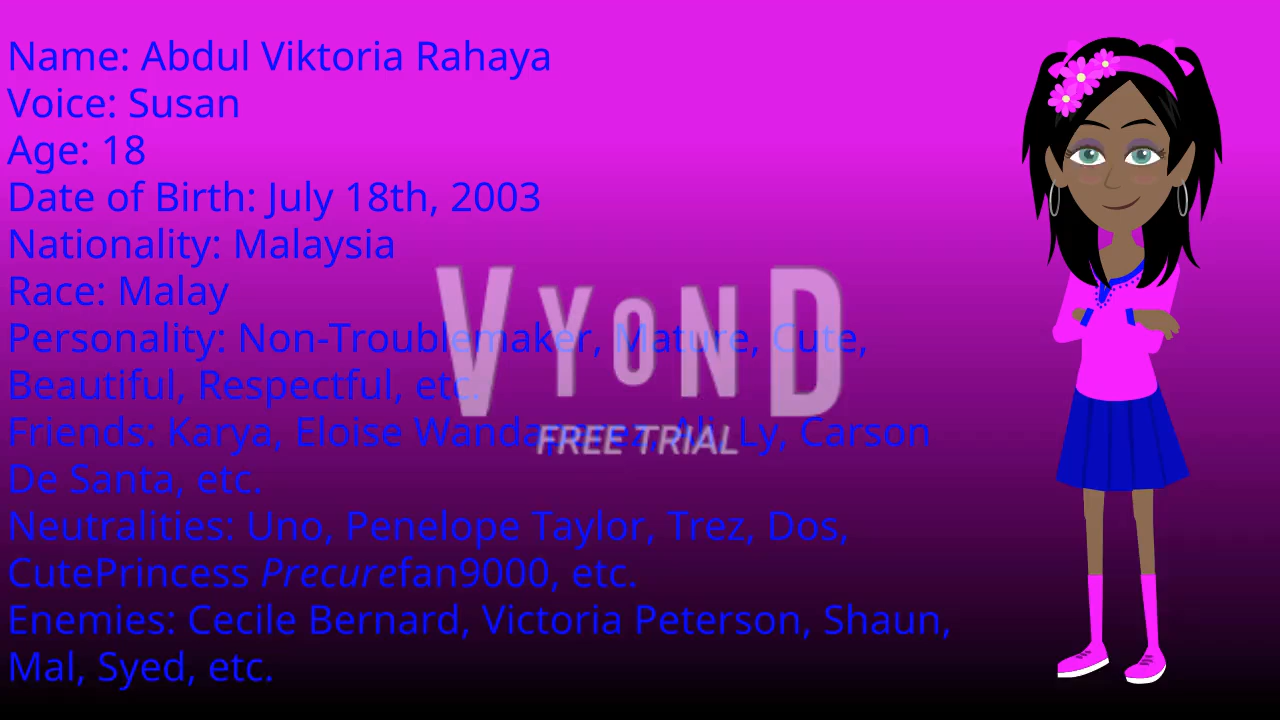 Name: Abdul Viktoria Rahaya
Voice: Susan
Age: 18
Date of Birth: July 18th, 2003
Nationality: Malaysia
Race: Malay
Personality: Non-Troublemaker, Mature, Cute,
Beautiful, Respectful, etc.
Friends: Karya, Eloise Wandaperez, Ali, Ly, Carson
De Santa, etc.
Neutralities: Uno, Penelope Taylor, Trez, Dos,
CutePrincess Precurefan9000, etc.
Enemies: Cecile Bernard, Victoria Peterson, Shaun,
Mal, Syed, etc.
VYOND
FREE TRIAL